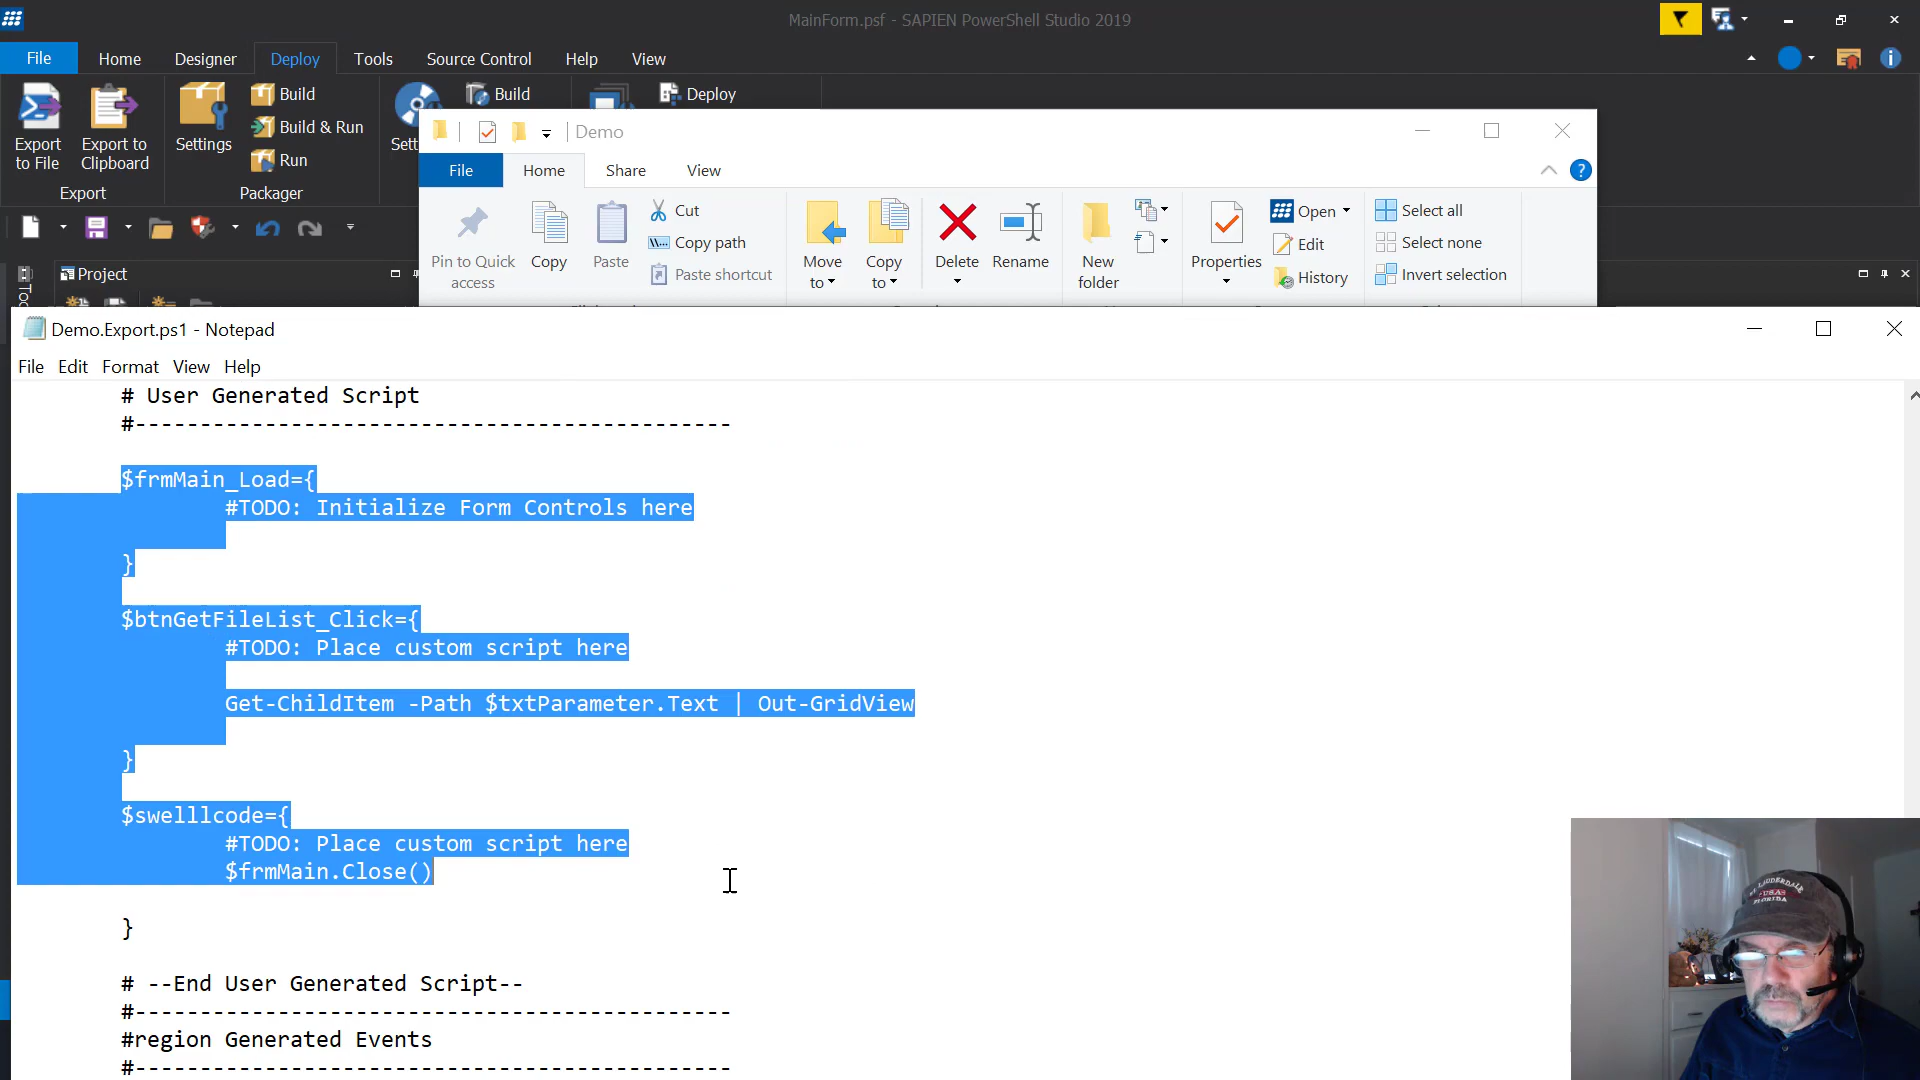 MainForm.psf - SAPIEN PowerShell Studio 2019
File Home Designer Deploy Tools Source Control Help View
Export to File
Export to Clipboard
Export
Settings
Build
Build & Run
Run
Packager
Sett
Build
Deploy
Demo
File Home Share View
Pin to Quick access
Copy
Paste
Cut
Copy path
Paste shortcut
Move to
Copy to
Delete
Rename
New folder
Properties
Open
Edit
History
Select all
Select none
Invert selection
Project
Demo.Export.ps1 - Notepad
File Edit Format View Help
# User Generated Script
#----------------------------------------------
$frmMain_Load={
#TODO: Initialize Form Controls here
}
$btnGetFileList_Click={
#TODO: Place custom script here
Get-ChildItem -Path $txtParameter.Text | Out-GridView
}
$swelllcode={
#TODO: Place custom script here
$frmMain.Close()
}
# --End User Generated Script--
#----------------------------------------------
#region Generated Events
#----------------------------------------------
FT LAUDERDALE
-USA-
FLORIDA